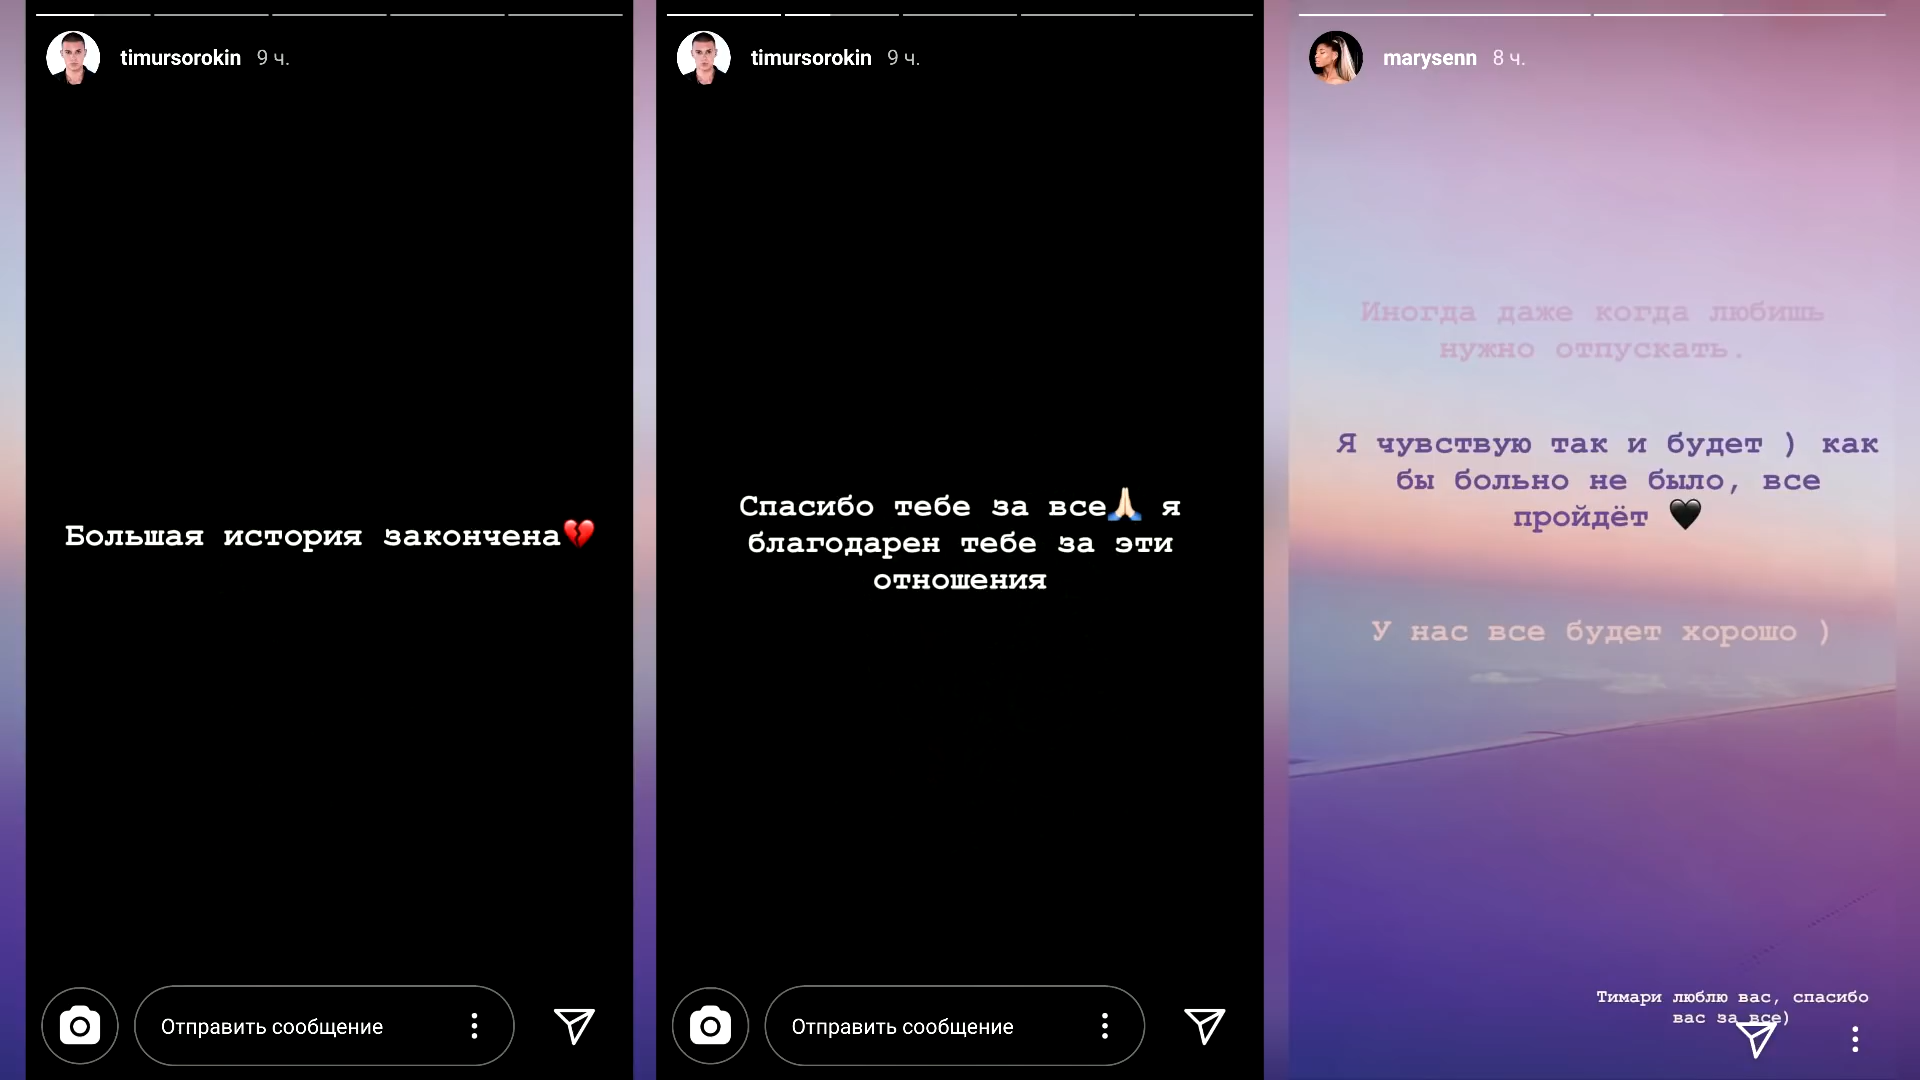 timursorokin 9 ч.
Большая история закончена💔
Отправить сообщение
timursorokin 9 ч.
Спасибо тебе за все🙏🏻 я
благодарен тебе за эти
отношения
Отправить сообщение
marysenn 8 ч.
Иногда даже когда любишь
нужно отпускать.
Я чувствую так и будет ) как
бы больно не было, все
пройдёт 🖤
У нас все будет хорошо )
Тимари люблю вас, спасибо
вас за все)